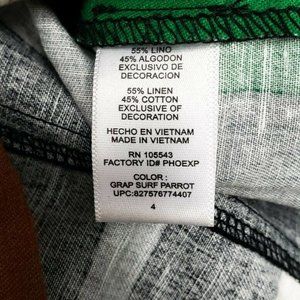 55% LINO
45% ALGODON
EXCLUSIVO DE
DECORACION
55% LINEN
45% COTTON
EXCLUSIVE OF
DECORATION
HECHO EN VIETNAM
MADE IN VIETNAM
RN 105543
FACTORY ID# PHOEXP
COLOR :
GRAP SURF PARROT
UPC:827576774407
4